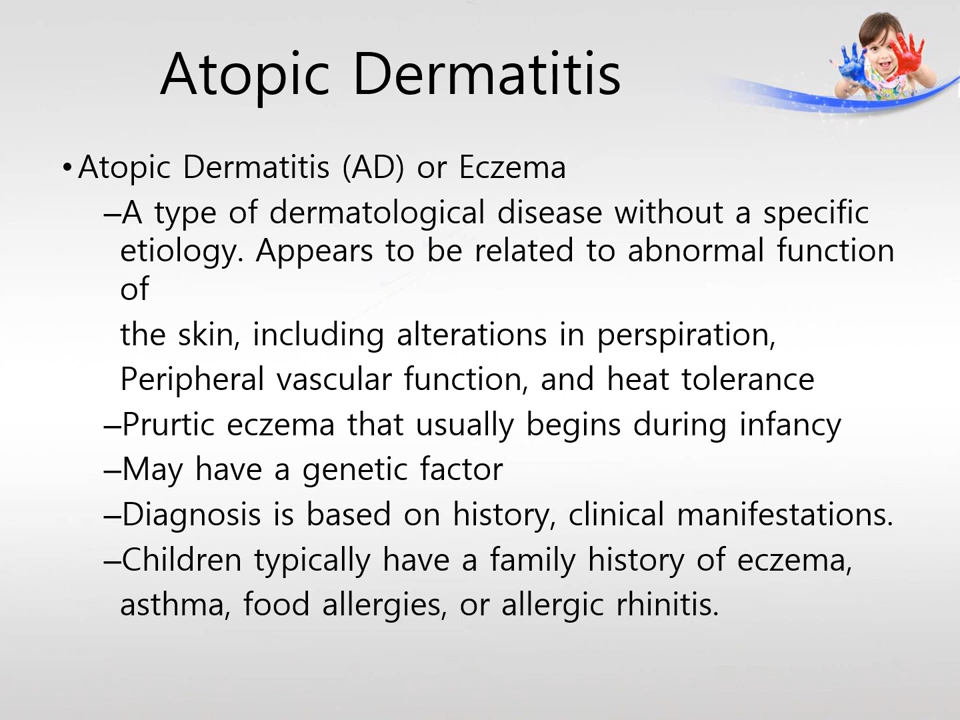 Atopic Dermatitis
•Atopic Dermatitis (AD) or Eczema
–A type of dermatological disease without a specific
etiology. Appears to be related to abnormal function
of
the skin, including alterations in perspiration,
Peripheral vascular function, and heat tolerance
–Prurtic eczema that usually begins during infancy
–May have a genetic factor
–Diagnosis is based on history, clinical manifestations.
–Children typically have a family history of eczema,
asthma, food allergies, or allergic rhinitis.